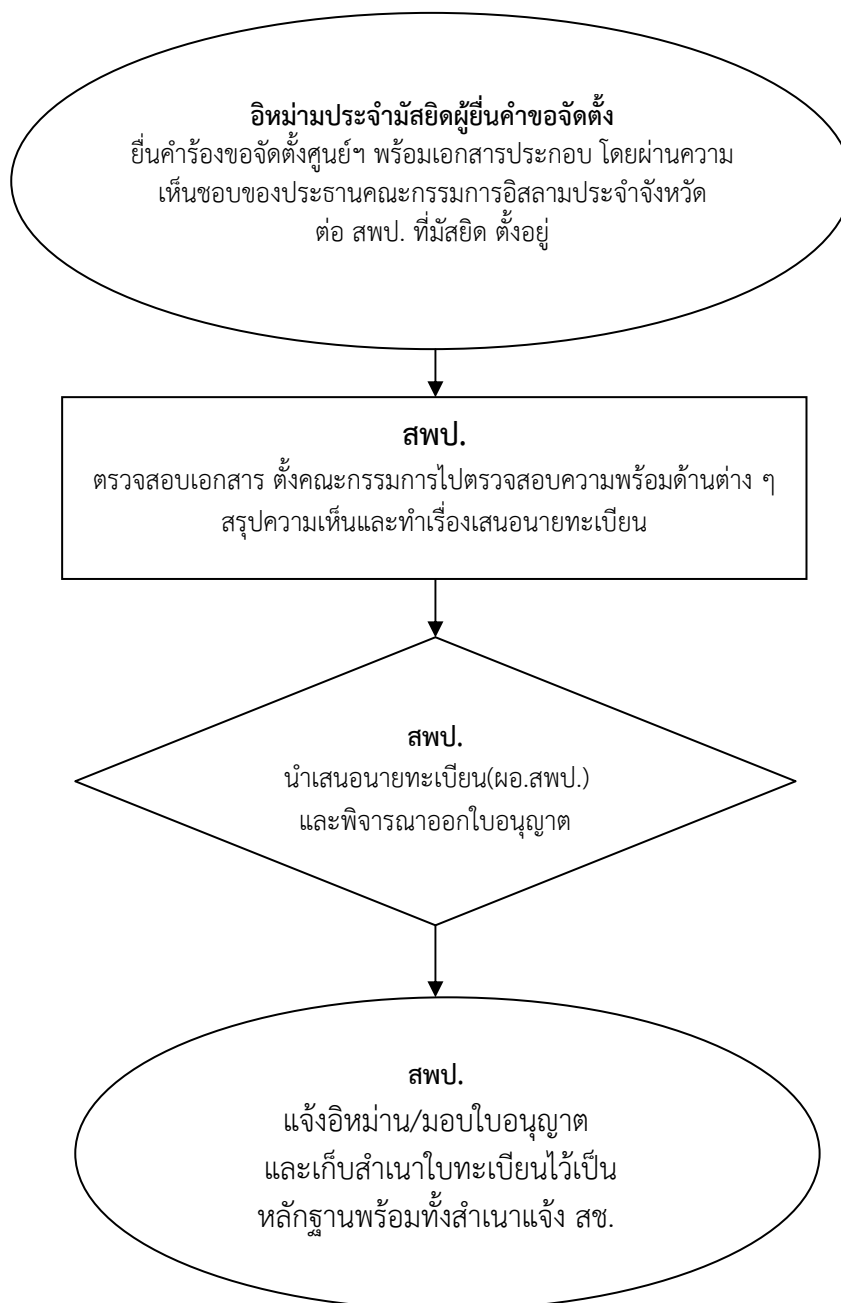 อิหม่ามประจำมัสยิดผู้ยื่นคำขอจัดตั้ง
ยื่นคำร้องขอจัดตั้งศูนย์ฯ พร้อมเอกสารประกอบ โดยผ่านความ
เห็นชอบของประธานคณะกรรมการอิสลามประจำจังหวัด
ต่อ สพป. ที่มัสยิด ตั้งอยู่
สพป.
ตรวจสอบเอกสาร ตั้งคณะกรรมการไปตรวจสอบความพร้อมด้านต่าง ๆ
สรุปความเห็นและทำเรื่องเสนอนายทะเบียน
สพป.
นำเสนอนายทะเบียน(ผอ.สพป.)
และพิจารณาออกใบอนุญาต
สพป.
แจ้งอิหม่าน/มอบใบอนุญาต
และเก็บสำเนาใบทะเบียนไว้เป็น
หลักฐานพร้อมทั้งสำเนาแจ้ง สช.